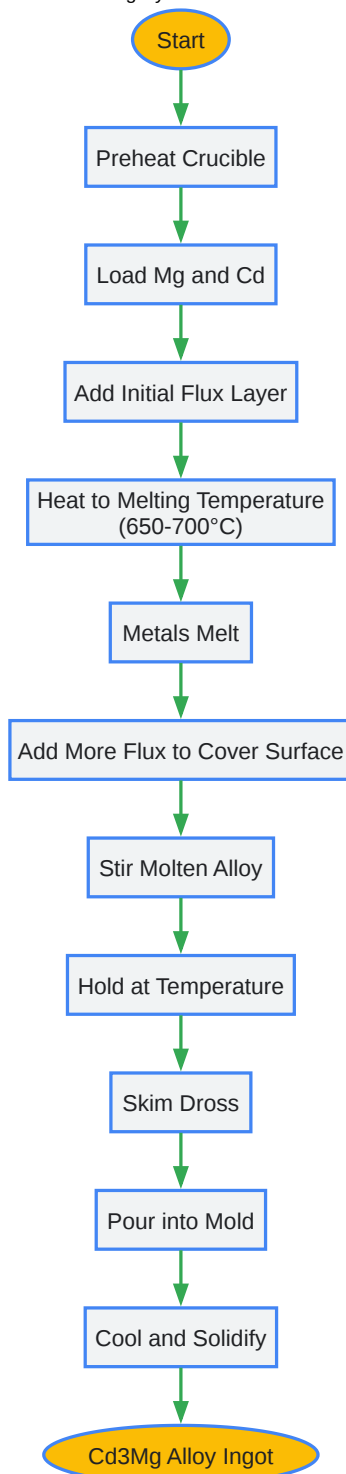 Start
Preheat Crucible
Load Mg and Cd
Add Initial Flux Layer
Heat to Melting Temperature
(650-700°C)
Metals Melt
Add More Flux to Cover Surface
Stir Molten Alloy
Hold at Temperature
Skim Dross
Pour into Mold
Cool and Solidify
Cd3Mg Alloy Ingot